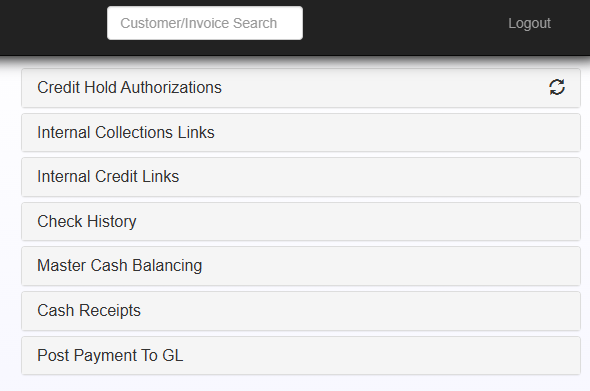 Customer/Invoice Search
Logout
Credit Hold Authorizations
Internal Collections Links
Internal Credit Links
Check History
Master Cash Balancing
Cash Receipts
Post Payment To GL